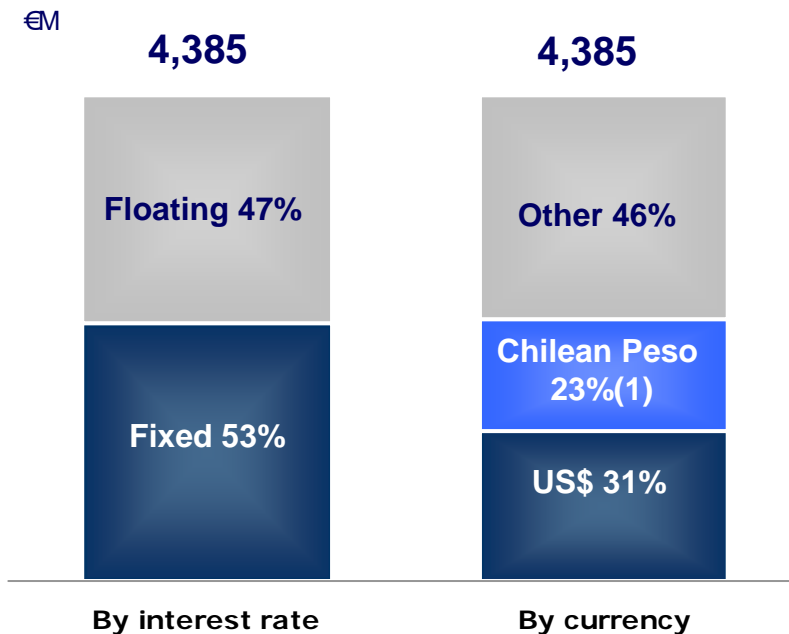 €M
4,385
4,385
Floating 47%
Other 46%
Chilean Peso
23%(1)
Fixed 53%
US$ 31%
By interest rate
By currency